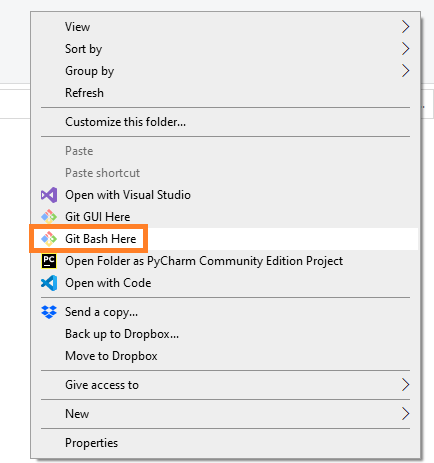 View
Sort by
Group by
Refresh
Customize this folder...
Paste
Paste shortcut
Open with Visual Studio
Git GUI Here
Git Bash Here
PC Open Folder as PyCharm Community Edition Project
Open with Code
Send a copy...
Back up to Dropbox...
Move to Dropbox
Give access to
New
Properties